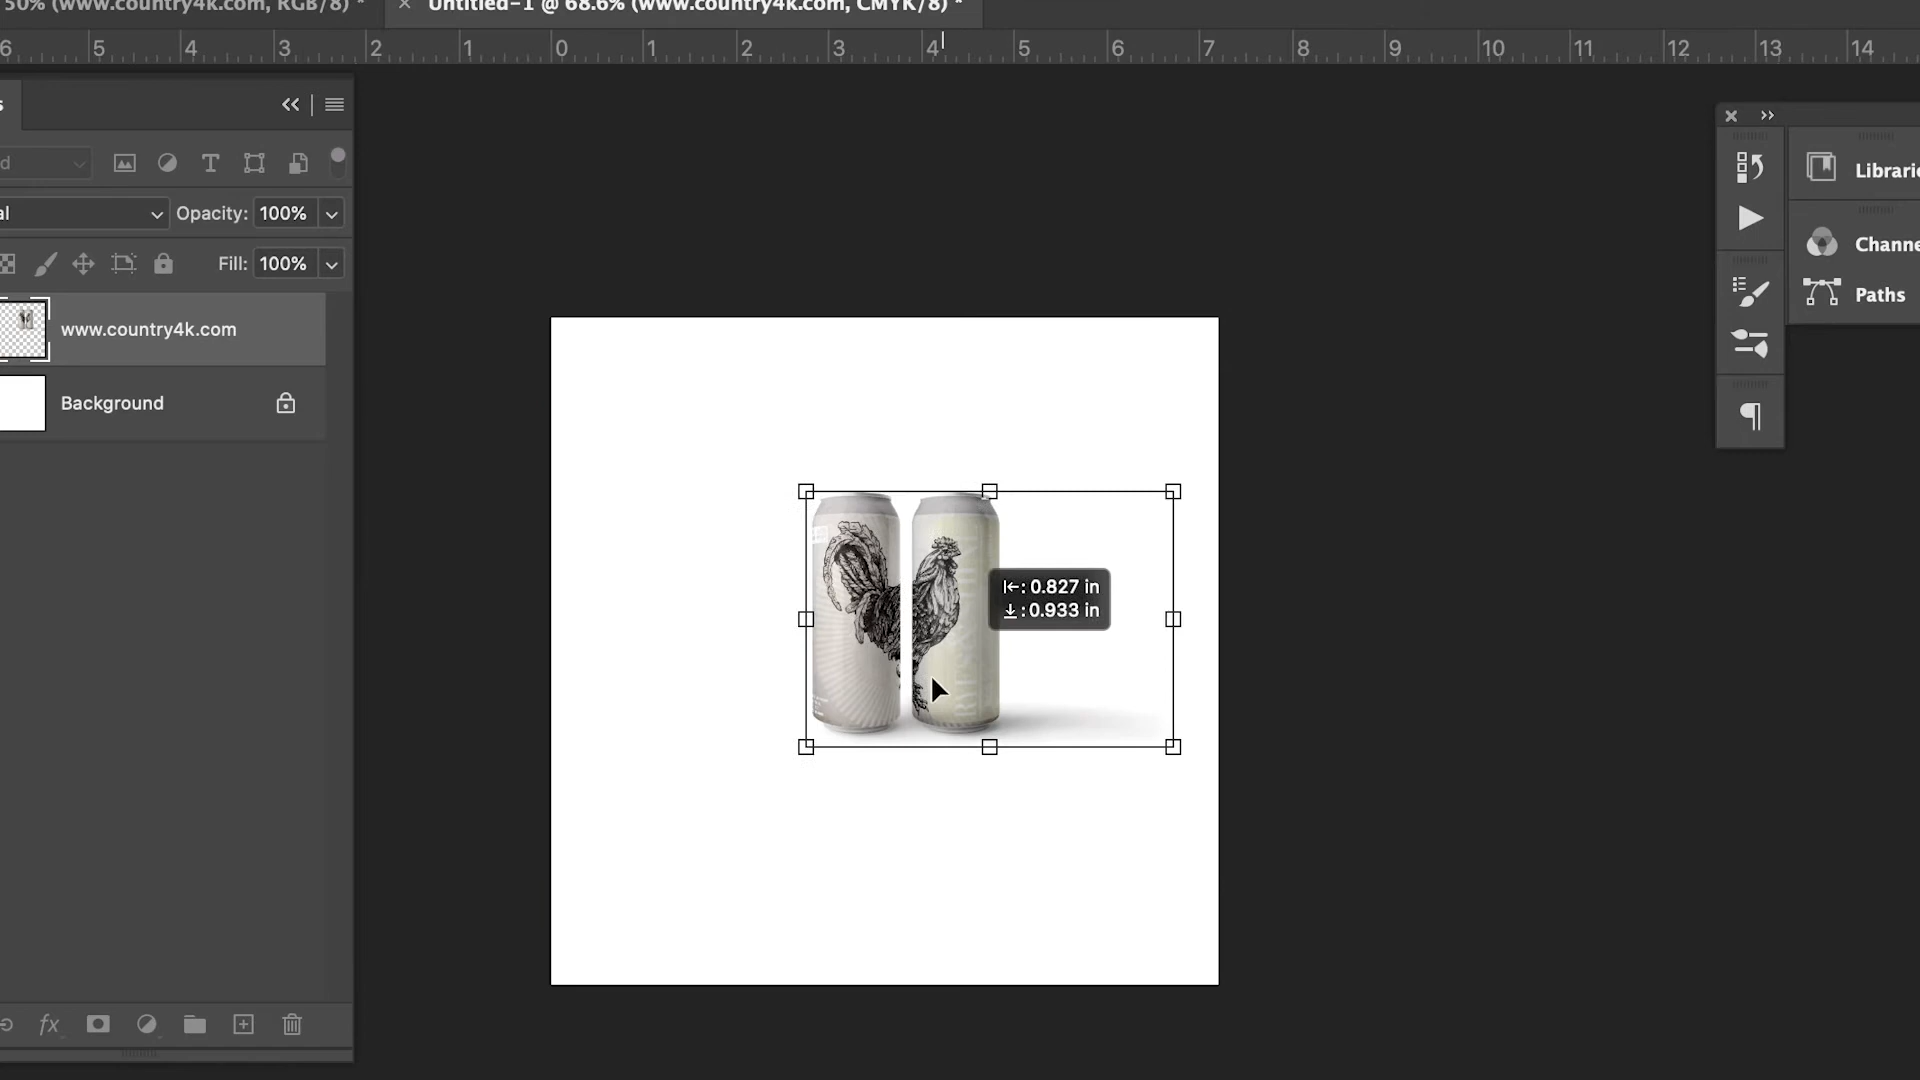 50% (www.country4k.com, RGB/8) *
× Untitled-1 @ 68.6% (www.country4k.com, CMYK/8) *
6 5 4 3 2 1 0 1 2 3 4 5 6 7 8 9 10 11 12 13 14
s
d
al Opacity: 100%
Fill: 100%
www.country4k.com
Background
: 0.827 in
: 0.933 in
fx
Librarie
Channe
Paths